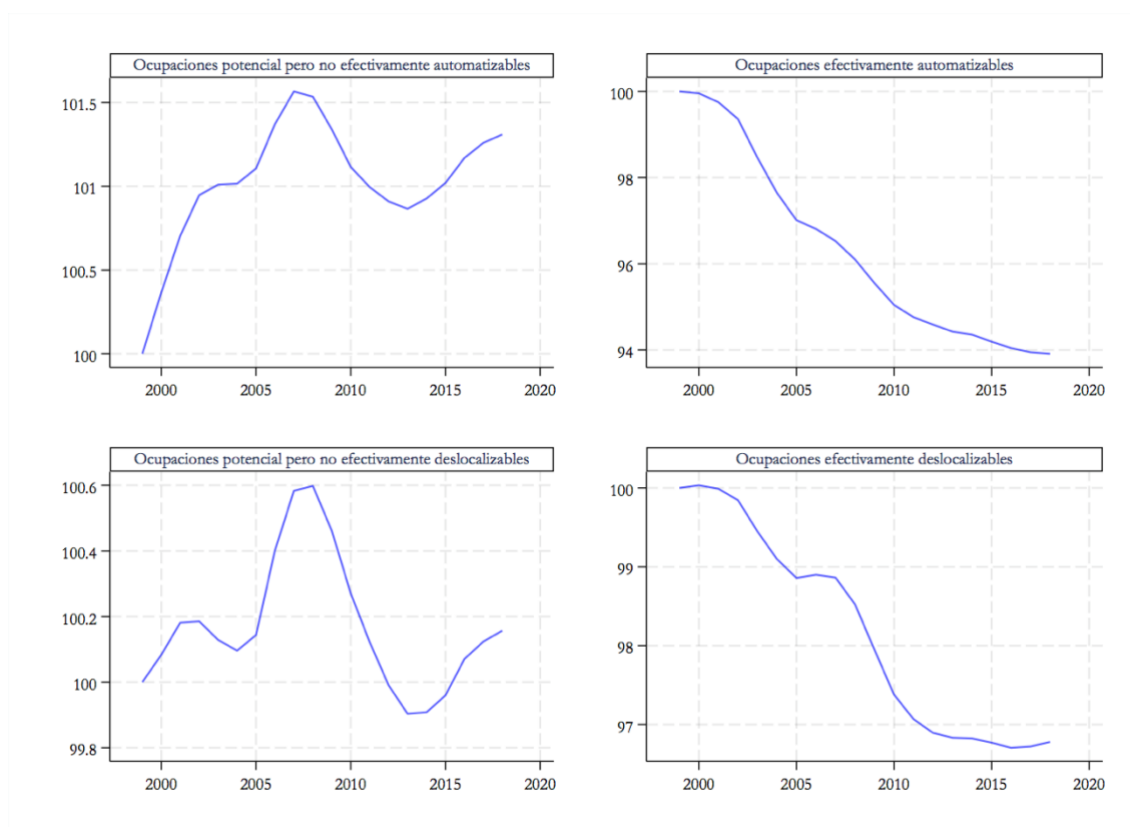 Ocupaciones potencial pero no efectivamente automatizables
101.5
101
100.5
100
2000 2005 2010 2015 2020
Ocupaciones efectivamente automatizables
100
98
96
94
2000 2005 2010 2015 2020
Ocupaciones potencial pero no efectivamente deslocalizables
100.6
100.4
100.2
100
99.8
2000 2005 2010 2015 2020
Ocupaciones efectivamente deslocalizables
100
99
98
97
2000 2005 2010 2015 2020